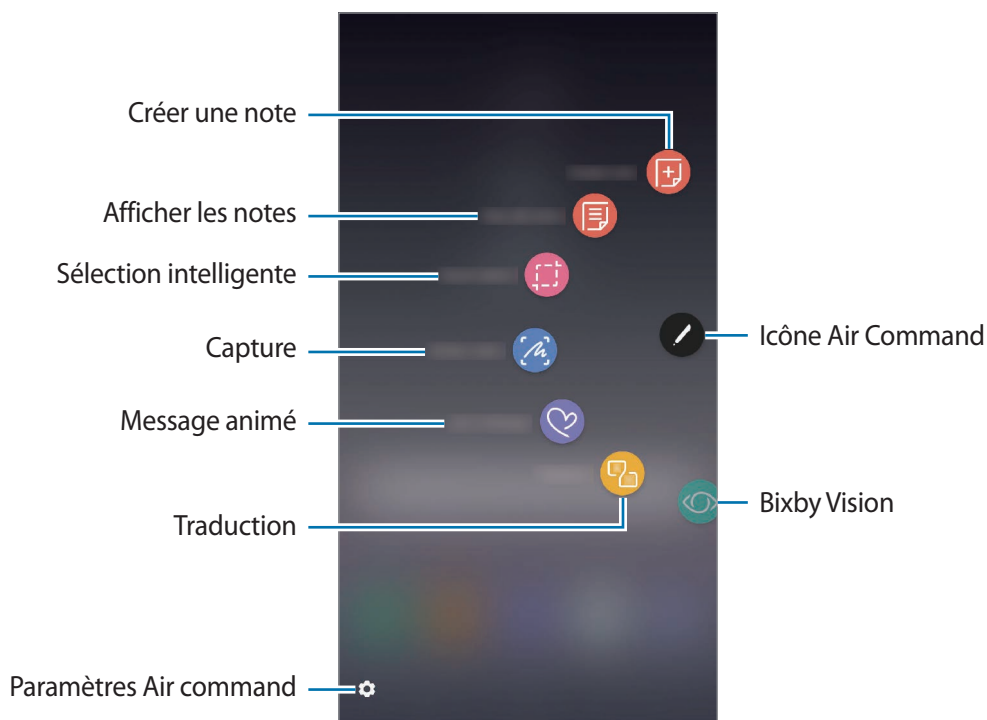 Créer une note
Afficher les notes
Sélection intelligente
Capture
Icône Air Command
Message animé
Bixby Vision
Traduction
Paramètres Air command